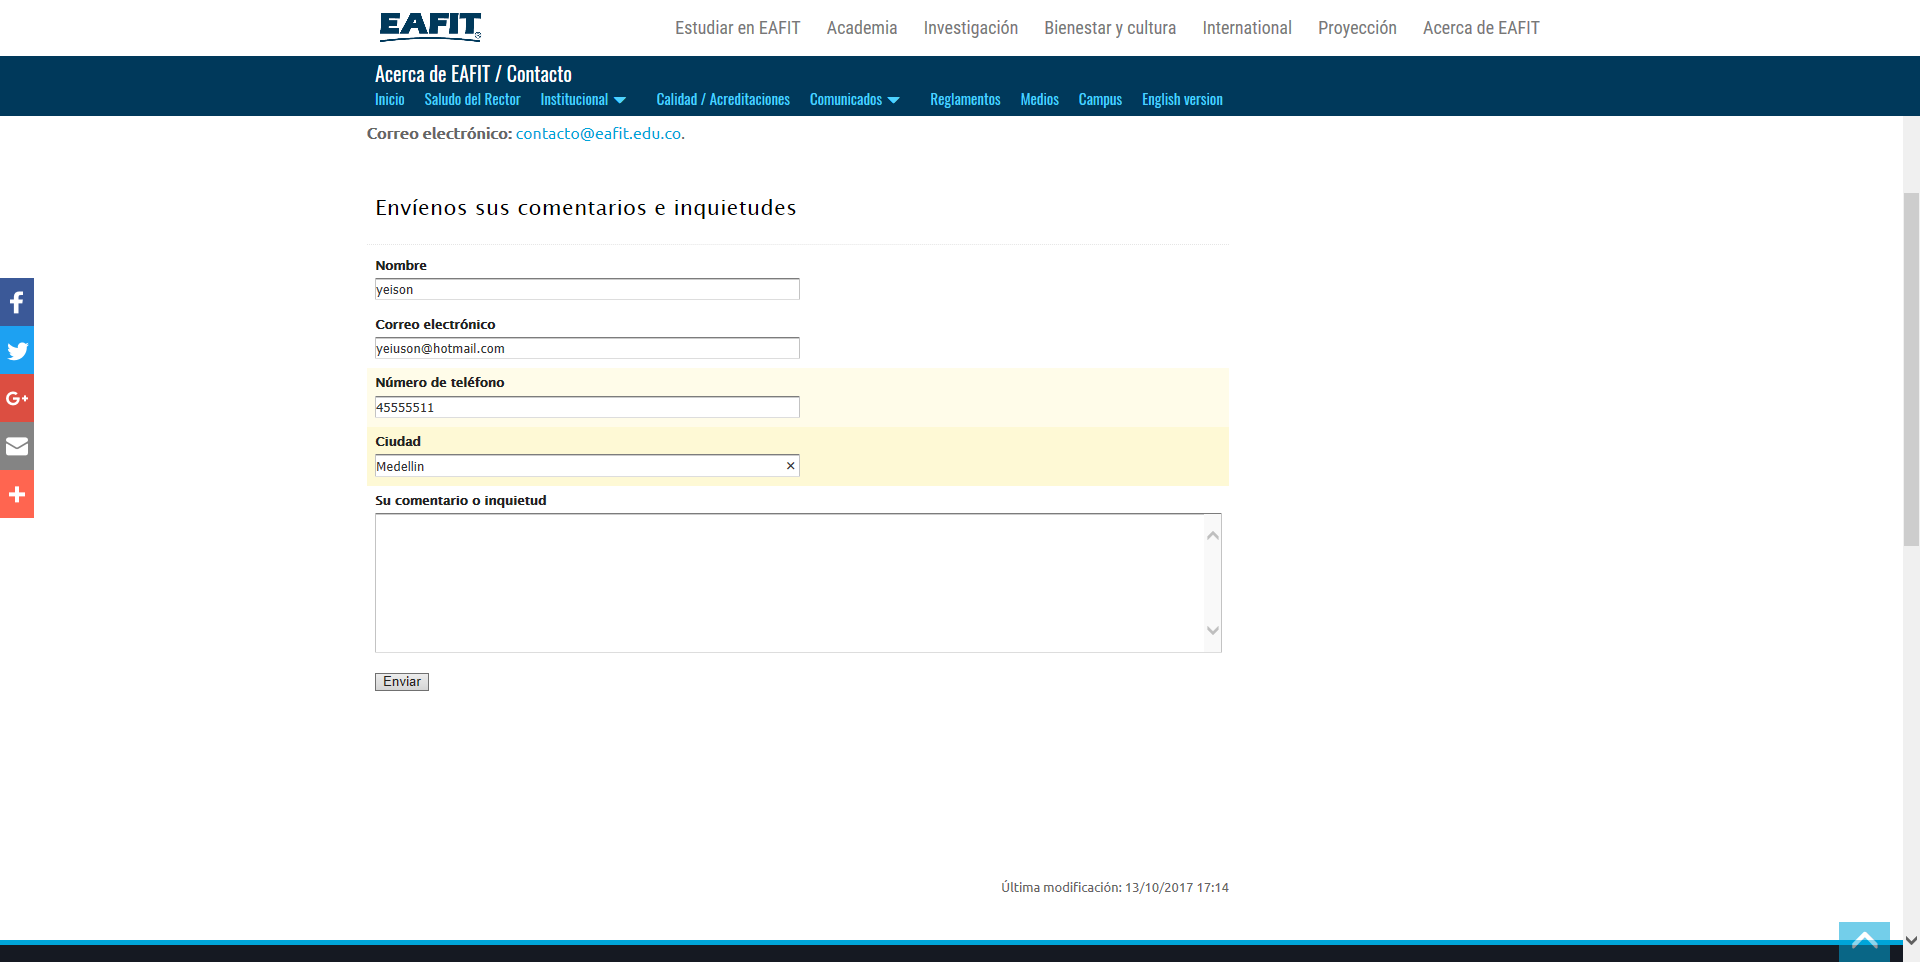 EAFIT
Estudiar en EAFIT Academia Investigación Bienestar y cultura International Proyección Acerca de EAFIT
Acerca de EAFIT / Contacto
Inicio Saludo del Rector Institucional Calidad / Acreditaciones Comunicados Reglamentos Medios Campus English version
Correo electrónico: contacto@eafit.edu.co.
Envíenos sus comentarios e inquietudes
Nombre
yeison
Correo electrónico
yeiuson@hotmail.com
Número de teléfono
45555511
Ciudad
Medellin
Su comentario o inquietud
Enviar
Última modificación: 13/10/2017 17:14